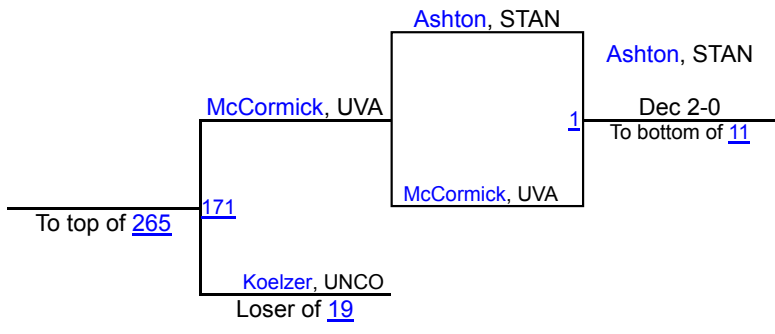 Ashton, STAN
Ashton, STAN
McCormick, UVA
Dec 2-0
1
To bottom of 11
McCormick, UVA
171
To top of 265
Koelzer, UNCO
Loser of 19